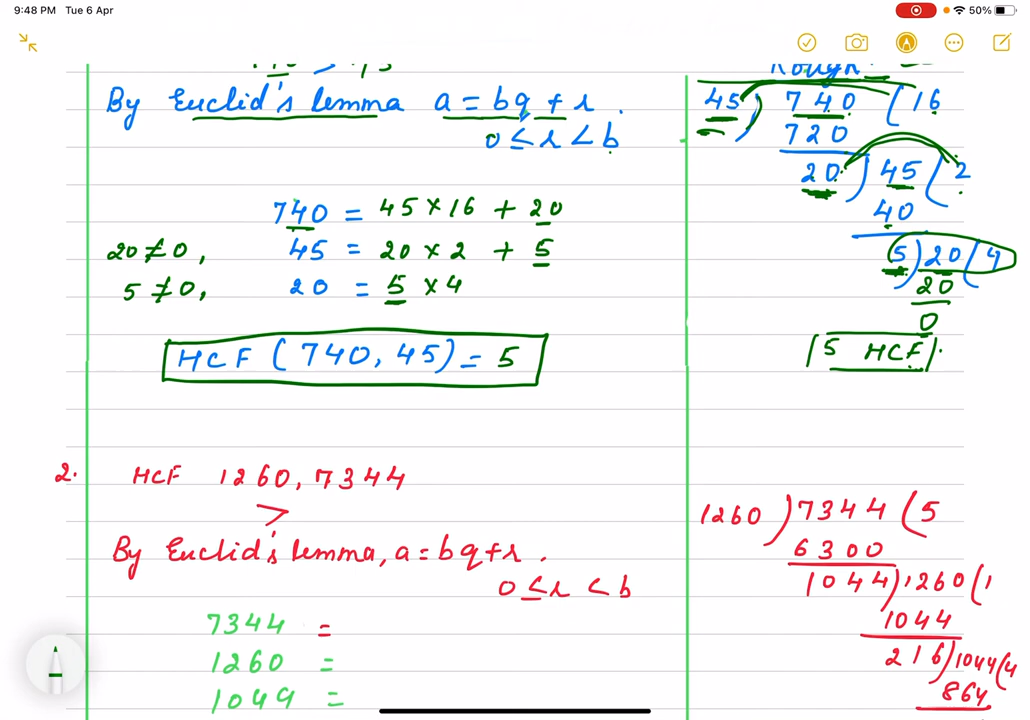 9:48 PM Tue 6 Apr
50%
Rough
By Euclid's lemma a = bq + r .
0 ≤ r < b
740 = 45 × 16 + 20
20 ≠ 0, 45 = 20 × 2 + 5
5 ≠ 0, 20 = 5 × 4
HCF (740, 45) = 5
45 ) 740 ( 16
720
20 ) 45 ( 2
40
5 ) 20 ( 4
20
0
5 HCF
2. HCF 1260, 7344
>
By Euclid's lemma, a = bq + r .
0 ≤ r < b
7344 =
1260 =
1044 =
1260 ) 7344 ( 5
6300
1044 ) 1260 ( 1
1044
216 ) 1044 ( 4
864